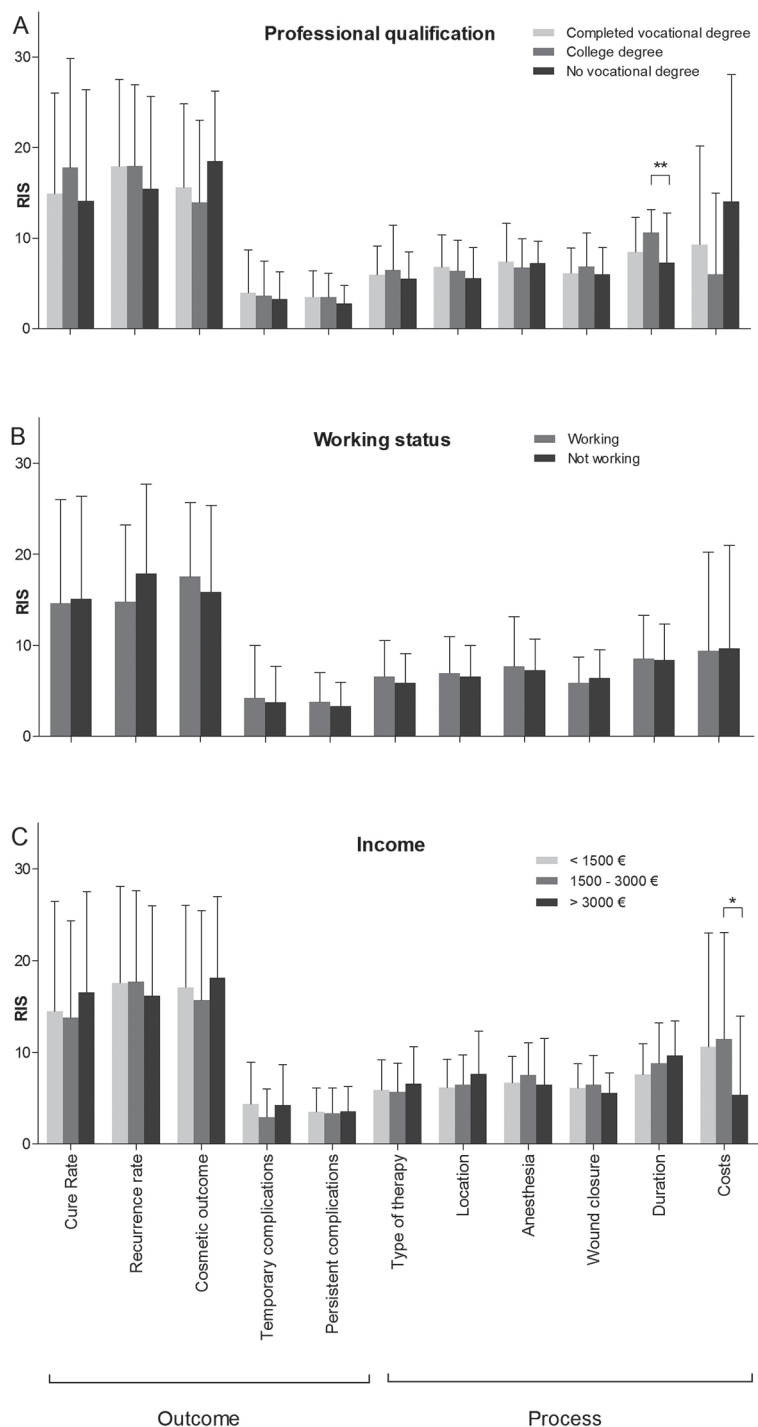 A
Professional qualification
Completed vocational degree
College degree
No vocational degree
30
20
10
0
RIS
**
B
Working status
Working
Not working
30
20
10
0
RIS
C
Income
< 1500 €
1500 - 3000 €
> 3000 €
30
20
10
0
RIS
*
Cure Rate
Recurrence rate
Cosmetic outcome
Temporary complications
Persistent complications
Type of therapy
Location
Anesthesia
Wound closure
Duration
Costs
Outcome
Process